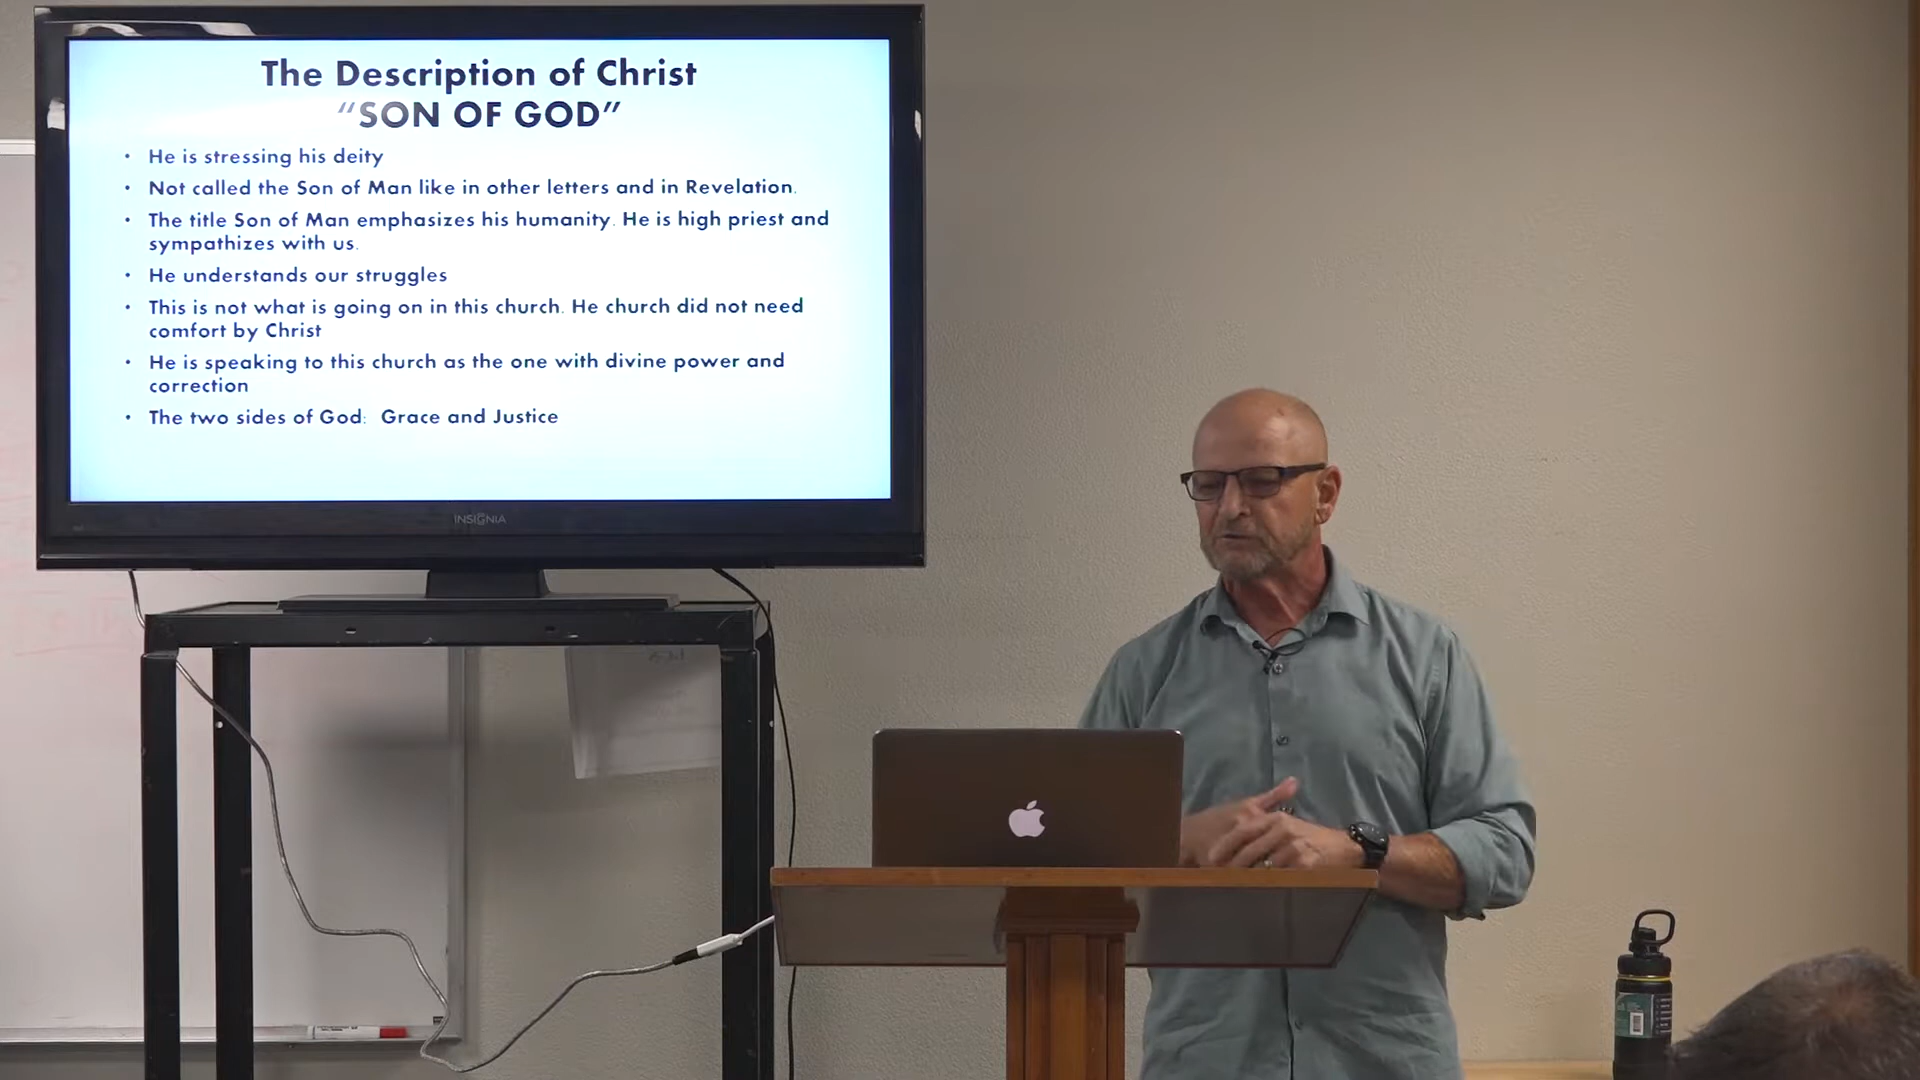 The Description of Christ
“SON OF GOD”
• He is stressing his deity
• Not called the Son of Man like in other letters and in Revelation.
• The title Son of Man emphasizes his humanity. He is high priest and
sympathizes with us.
• He understands our struggles
• This is not what is going on in this church. He church did not need
comfort by Christ
• He is speaking to this church as the one with divine power and
correction
• The two sides of God: Grace and Justice
INSIGNIA